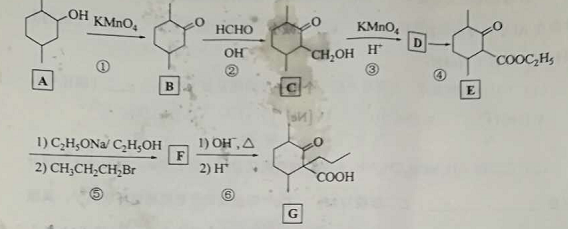 OH KMnO₄ O HCHO O KMnO₄ O
OH⁻ CH₂OH H⁺ D COOC₂H₅
A ① B ② C ③ ④ E
1) C₂H₅ONa/ C₂H₅OH F 1) OH⁻, △ O
2) CH₃CH₂CH₂Br 2) H⁺ COOH
⑤ ⑥
G